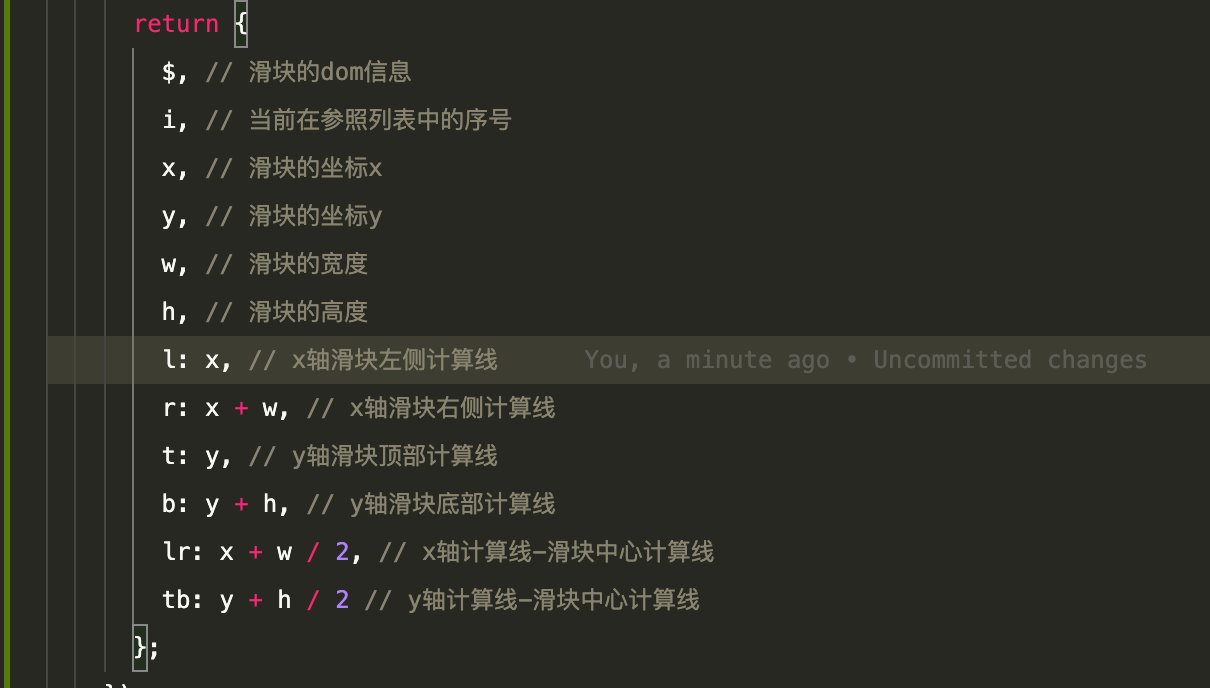 return {
$, // 滑块的dom信息
i, // 当前在参照列表中的序号
x, // 滑块的坐标x
y, // 滑块的坐标y
w, // 滑块的宽度
h, // 滑块的高度
l: x, // x轴滑块左侧计算线 You, a minute ago • Uncommitted changes
r: x + w, // x轴滑块右侧计算线
t: y, // y轴滑块顶部计算线
b: y + h, // y轴滑块底部计算线
lr: x + w / 2, // x轴计算线-滑块中心计算线
tb: y + h / 2 // y轴计算线-滑块中心计算线
};